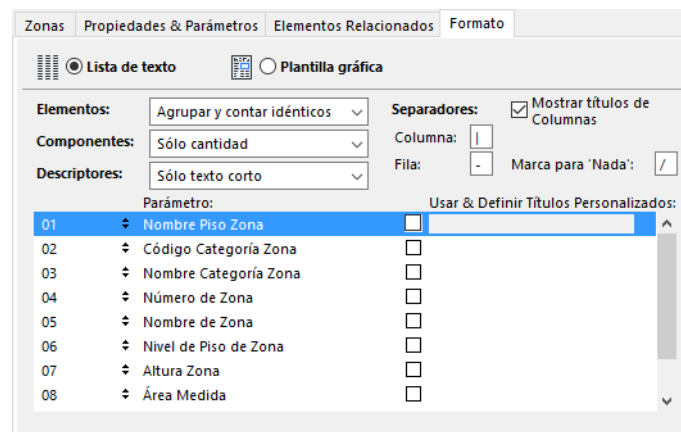 Zonas Propiedades & Parámetros Elementos Relacionados Formato
Lista de texto Plantilla gráfica
Elementos: Agrupar y contar idénticos Separadores: Mostrar títulos de
Columnas
Componentes: Sólo cantidad Columna: |
Descriptores: Sólo texto corto Fila: - Marca para 'Nada': /
Parámetro: Usar & Definir Títulos Personalizados:
01 Nombre Piso Zona
02 Código Categoría Zona
03 Nombre Categoría Zona
04 Número de Zona
05 Nombre de Zona
06 Nivel de Piso de Zona
07 Altura Zona
08 Área Medida